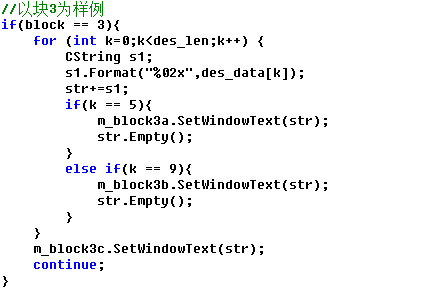 //以块3为样例
if(block == 3){
    for (int k=0;k<des_len;k++) {
        CString s1;
        s1.Format("%02x",des_data[k]);
        str+=s1;
        if(k == 5){
            m_block3a.SetWindowText(str);
            str.Empty();
        }
        else if(k == 9){
            m_block3b.SetWindowText(str);
            str.Empty();
        }
    }
    m_block3c.SetWindowText(str);
    continue;
}